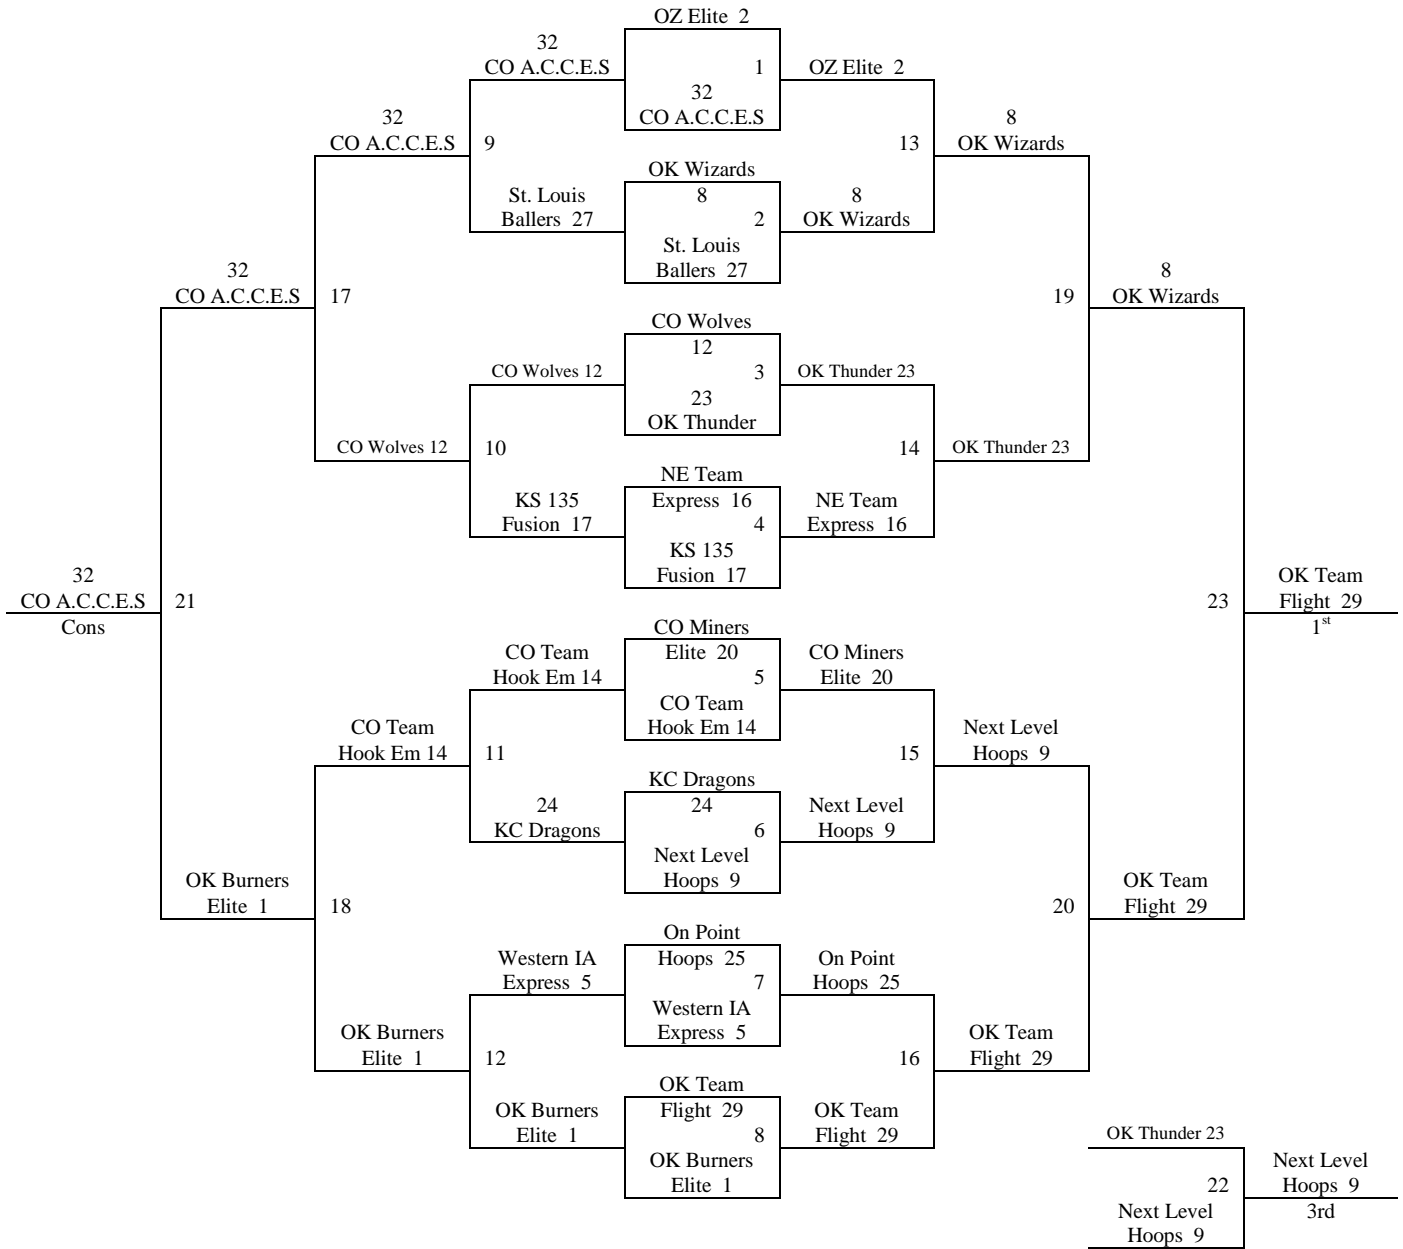 OZ Elite 2
32
CO A.C.C.E.S
1
OZ Elite 2
32
CO A.C.C.E.S
32
CO A.C.C.E.S
9
13
8
OK Wizards
OK Wizards
8
2
St. Louis
Ballers 27
St. Louis
Ballers 27
8
OK Wizards
32
CO A.C.C.E.S
17
19
8
OK Wizards
CO Wolves
12
3
23
OK Thunder
CO Wolves 12
OK Thunder 23
CO Wolves 12
10
14
OK Thunder 23
NE Team
Express 16
4
KS 135
Fusion 17
KS 135
Fusion 17
NE Team
Express 16
32
CO A.C.C.E.S
Cons
21
23
OK Team
Flight 29
1st
CO Miners
Elite 20
5
CO Team
Hook Em 14
CO Team
Hook Em 14
CO Miners
Elite 20
CO Team
Hook Em 14
11
15
Next Level
Hoops 9
KC Dragons
24
6
Next Level
Hoops 9
24
KC Dragons
Next Level
Hoops 9
OK Burners
Elite 1
18
20
OK Team
Flight 29
On Point
Hoops 25
7
Western IA
Express 5
Western IA
Express 5
On Point
Hoops 25
OK Burners
Elite 1
12
16
OK Team
Flight 29
OK Team
Flight 29
8
OK Burners
Elite 1
OK Burners
Elite 1
OK Team
Flight 29
OK Thunder 23
22
Next Level
Hoops 9
Next Level
Hoops 9
3rd